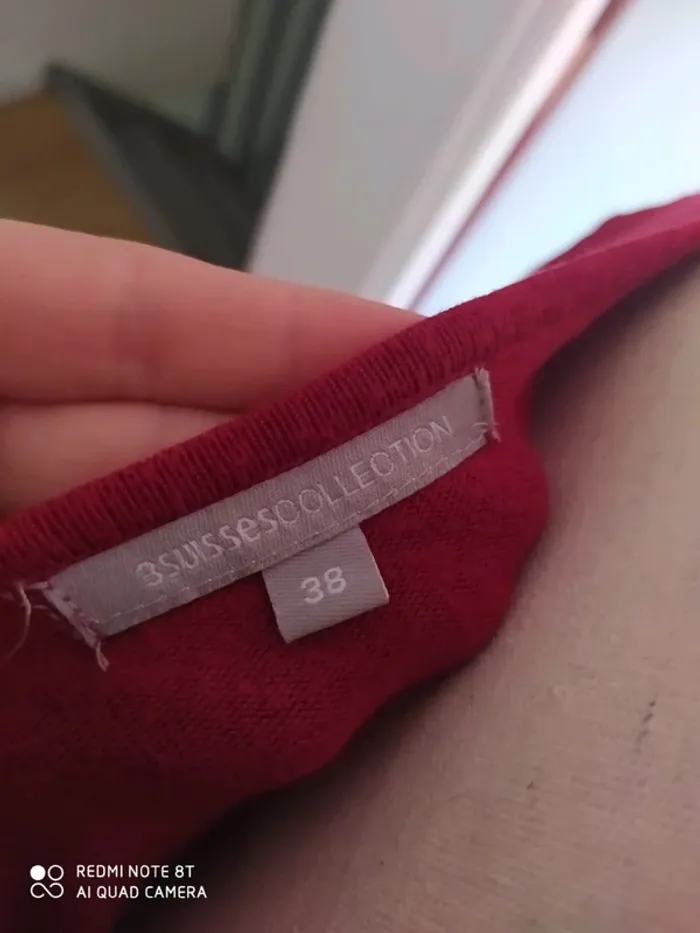 3suissesCOLLECTION
38
REDMI NOTE 8T
AI QUAD CAMERA